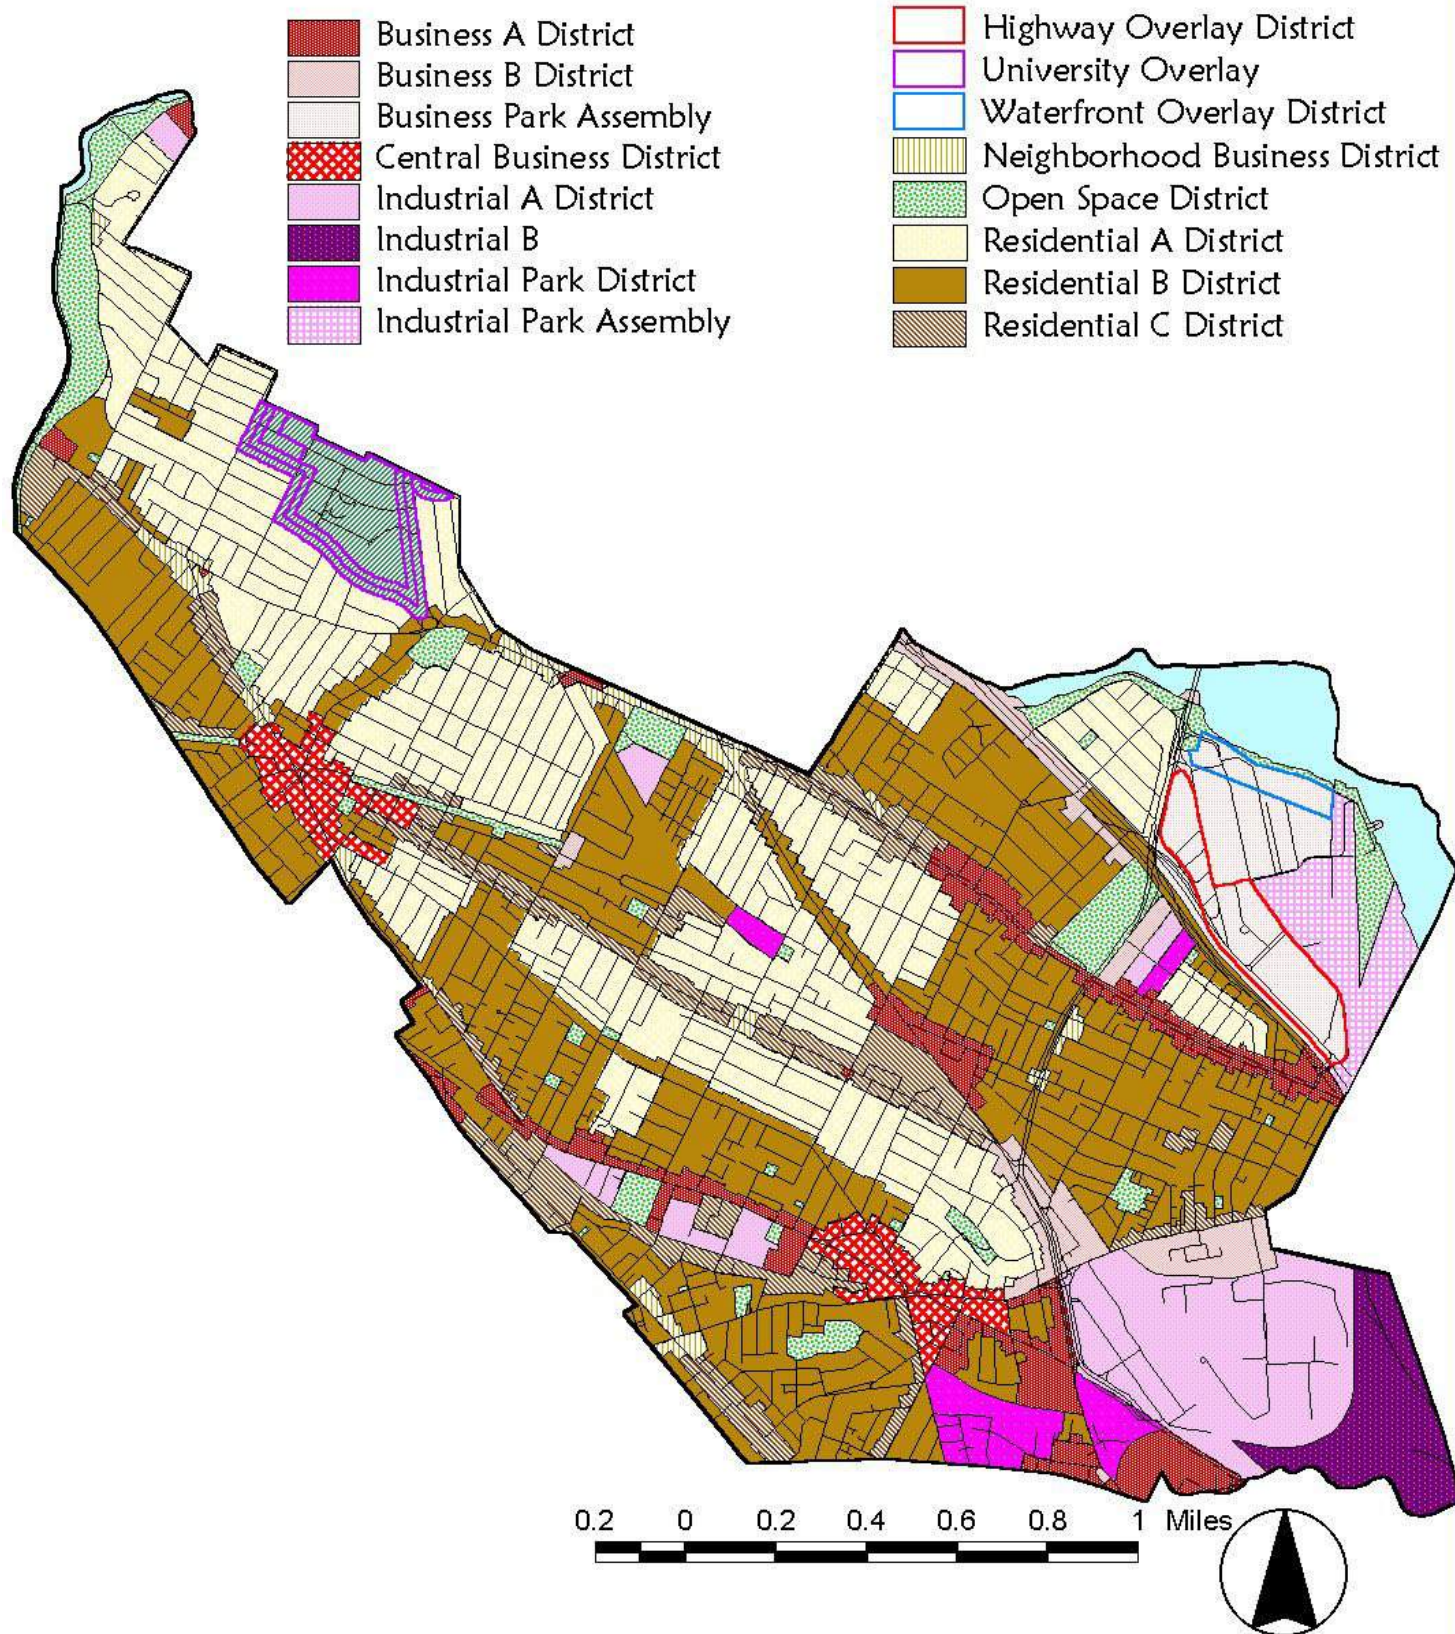 Business A District
Business B District
Business Park Assembly
Central Business District
Industrial A District
Industrial B
Industrial Park District
Industrial Park Assembly
Highway Overlay District
University Overlay
Waterfront Overlay District
Neighborhood Business District
Open Space District
Residential A District
Residential B District
Residential C District
0.2 0 0.2 0.4 0.6 0.8 1 Miles